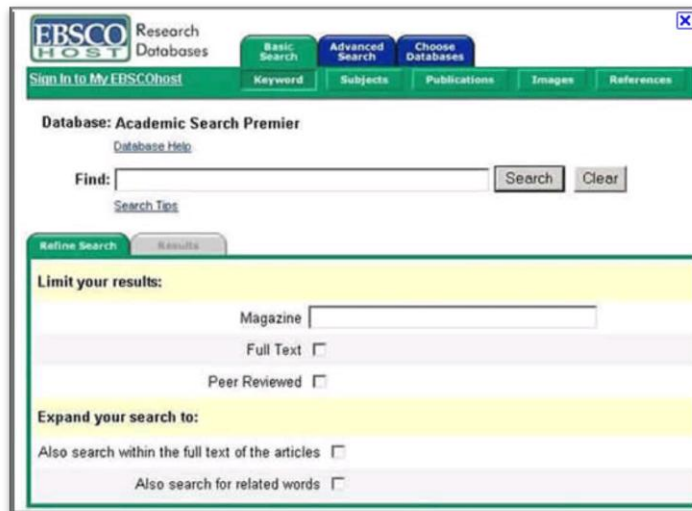 EBSCO Research
HOST Databases
Basic Search
Advanced Search
Choose Databases
Sign In to My EBSCOhost
Keyword Subjects Publications Images References
Database: Academic Search Premier
Database Help
Find: Search Clear
Search Tips
Refine Search Results
Limit your results:
Magazine
Full Text
Peer Reviewed
Expand your search to:
Also search within the full text of the articles
Also search for related words